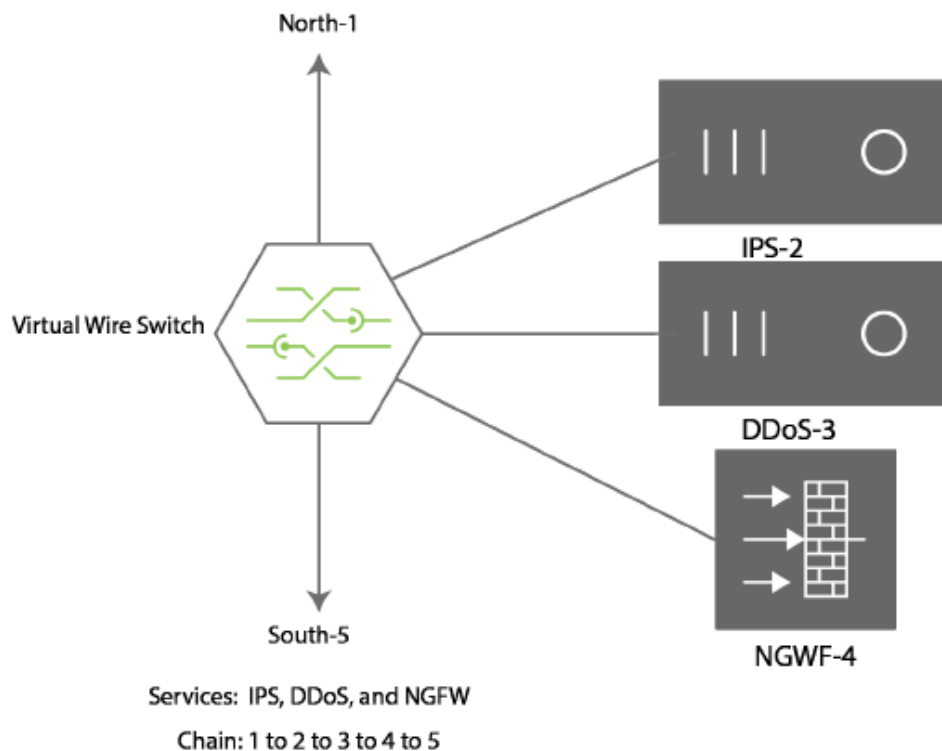 North-1
IPS-2
Virtual Wire Switch
DDoS-3
NGWF-4
South-5
Services: IPS, DDoS, and NGFW
Chain: 1 to 2 to 3 to 4 to 5